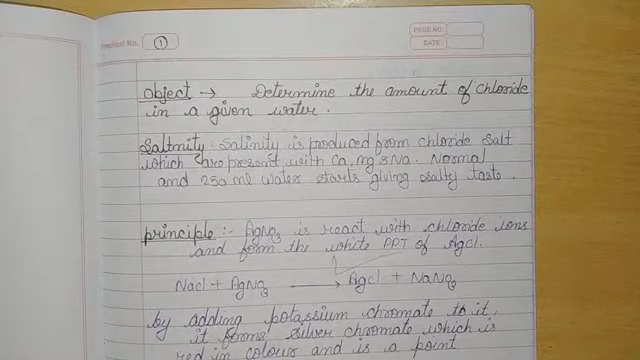 Practical No. 1
PAGE NO.
DATE:
Object → Determine the amount of chloride
in a given water.
Saltnity: Salinity is produced from chloride salt
which are present with Ca, mg & Na. Normal
and 250 ml water starts giving salty taste.
principle :- AgNO3 is react with chloride ions
and form the white PPT of Agcl.
Nacl + AgNO3 → Agcl + NaNO3
by adding potassium chromate to it,
it forms silver chromate which is
red in colour and is a point